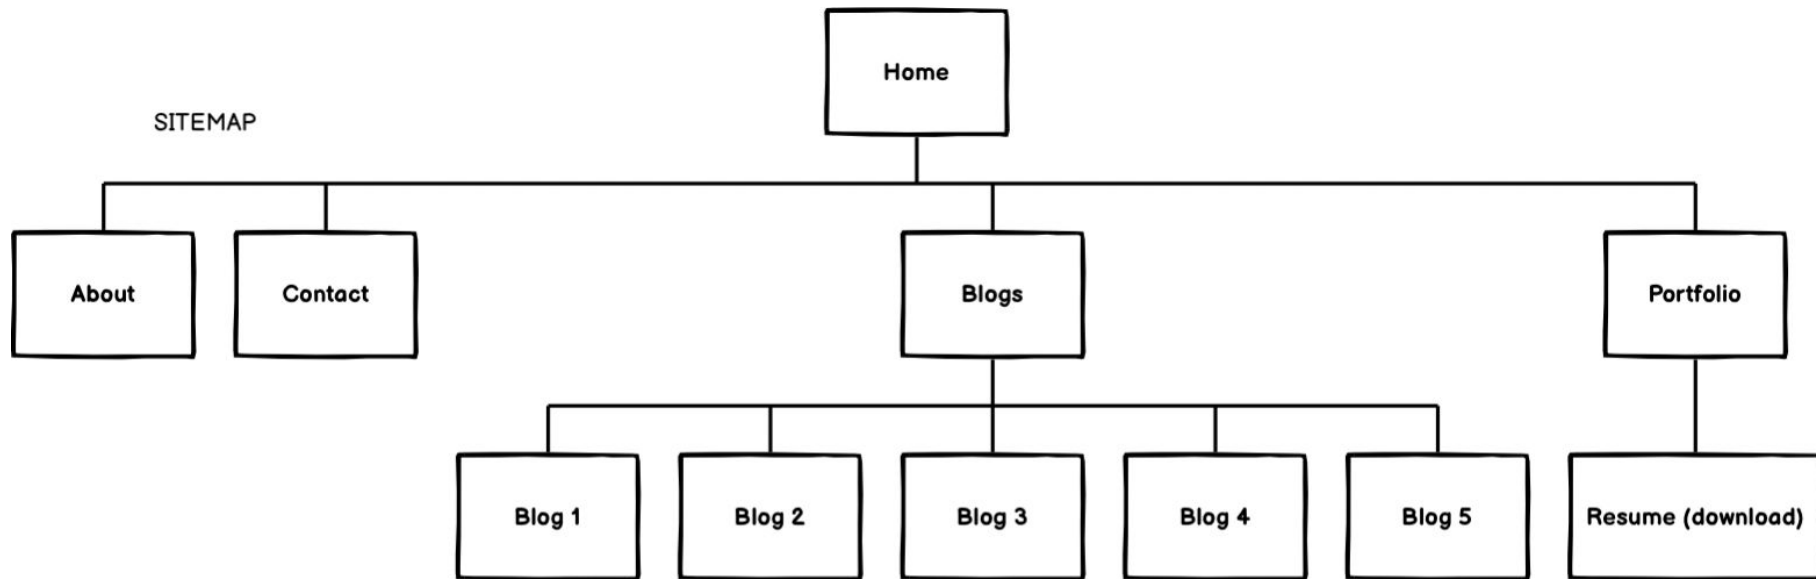 Home
SITEMAP
About
Contact
Blogs
Portfolio
Blog 1
Blog 2
Blog 3
Blog 4
Blog 5
Resume (download)